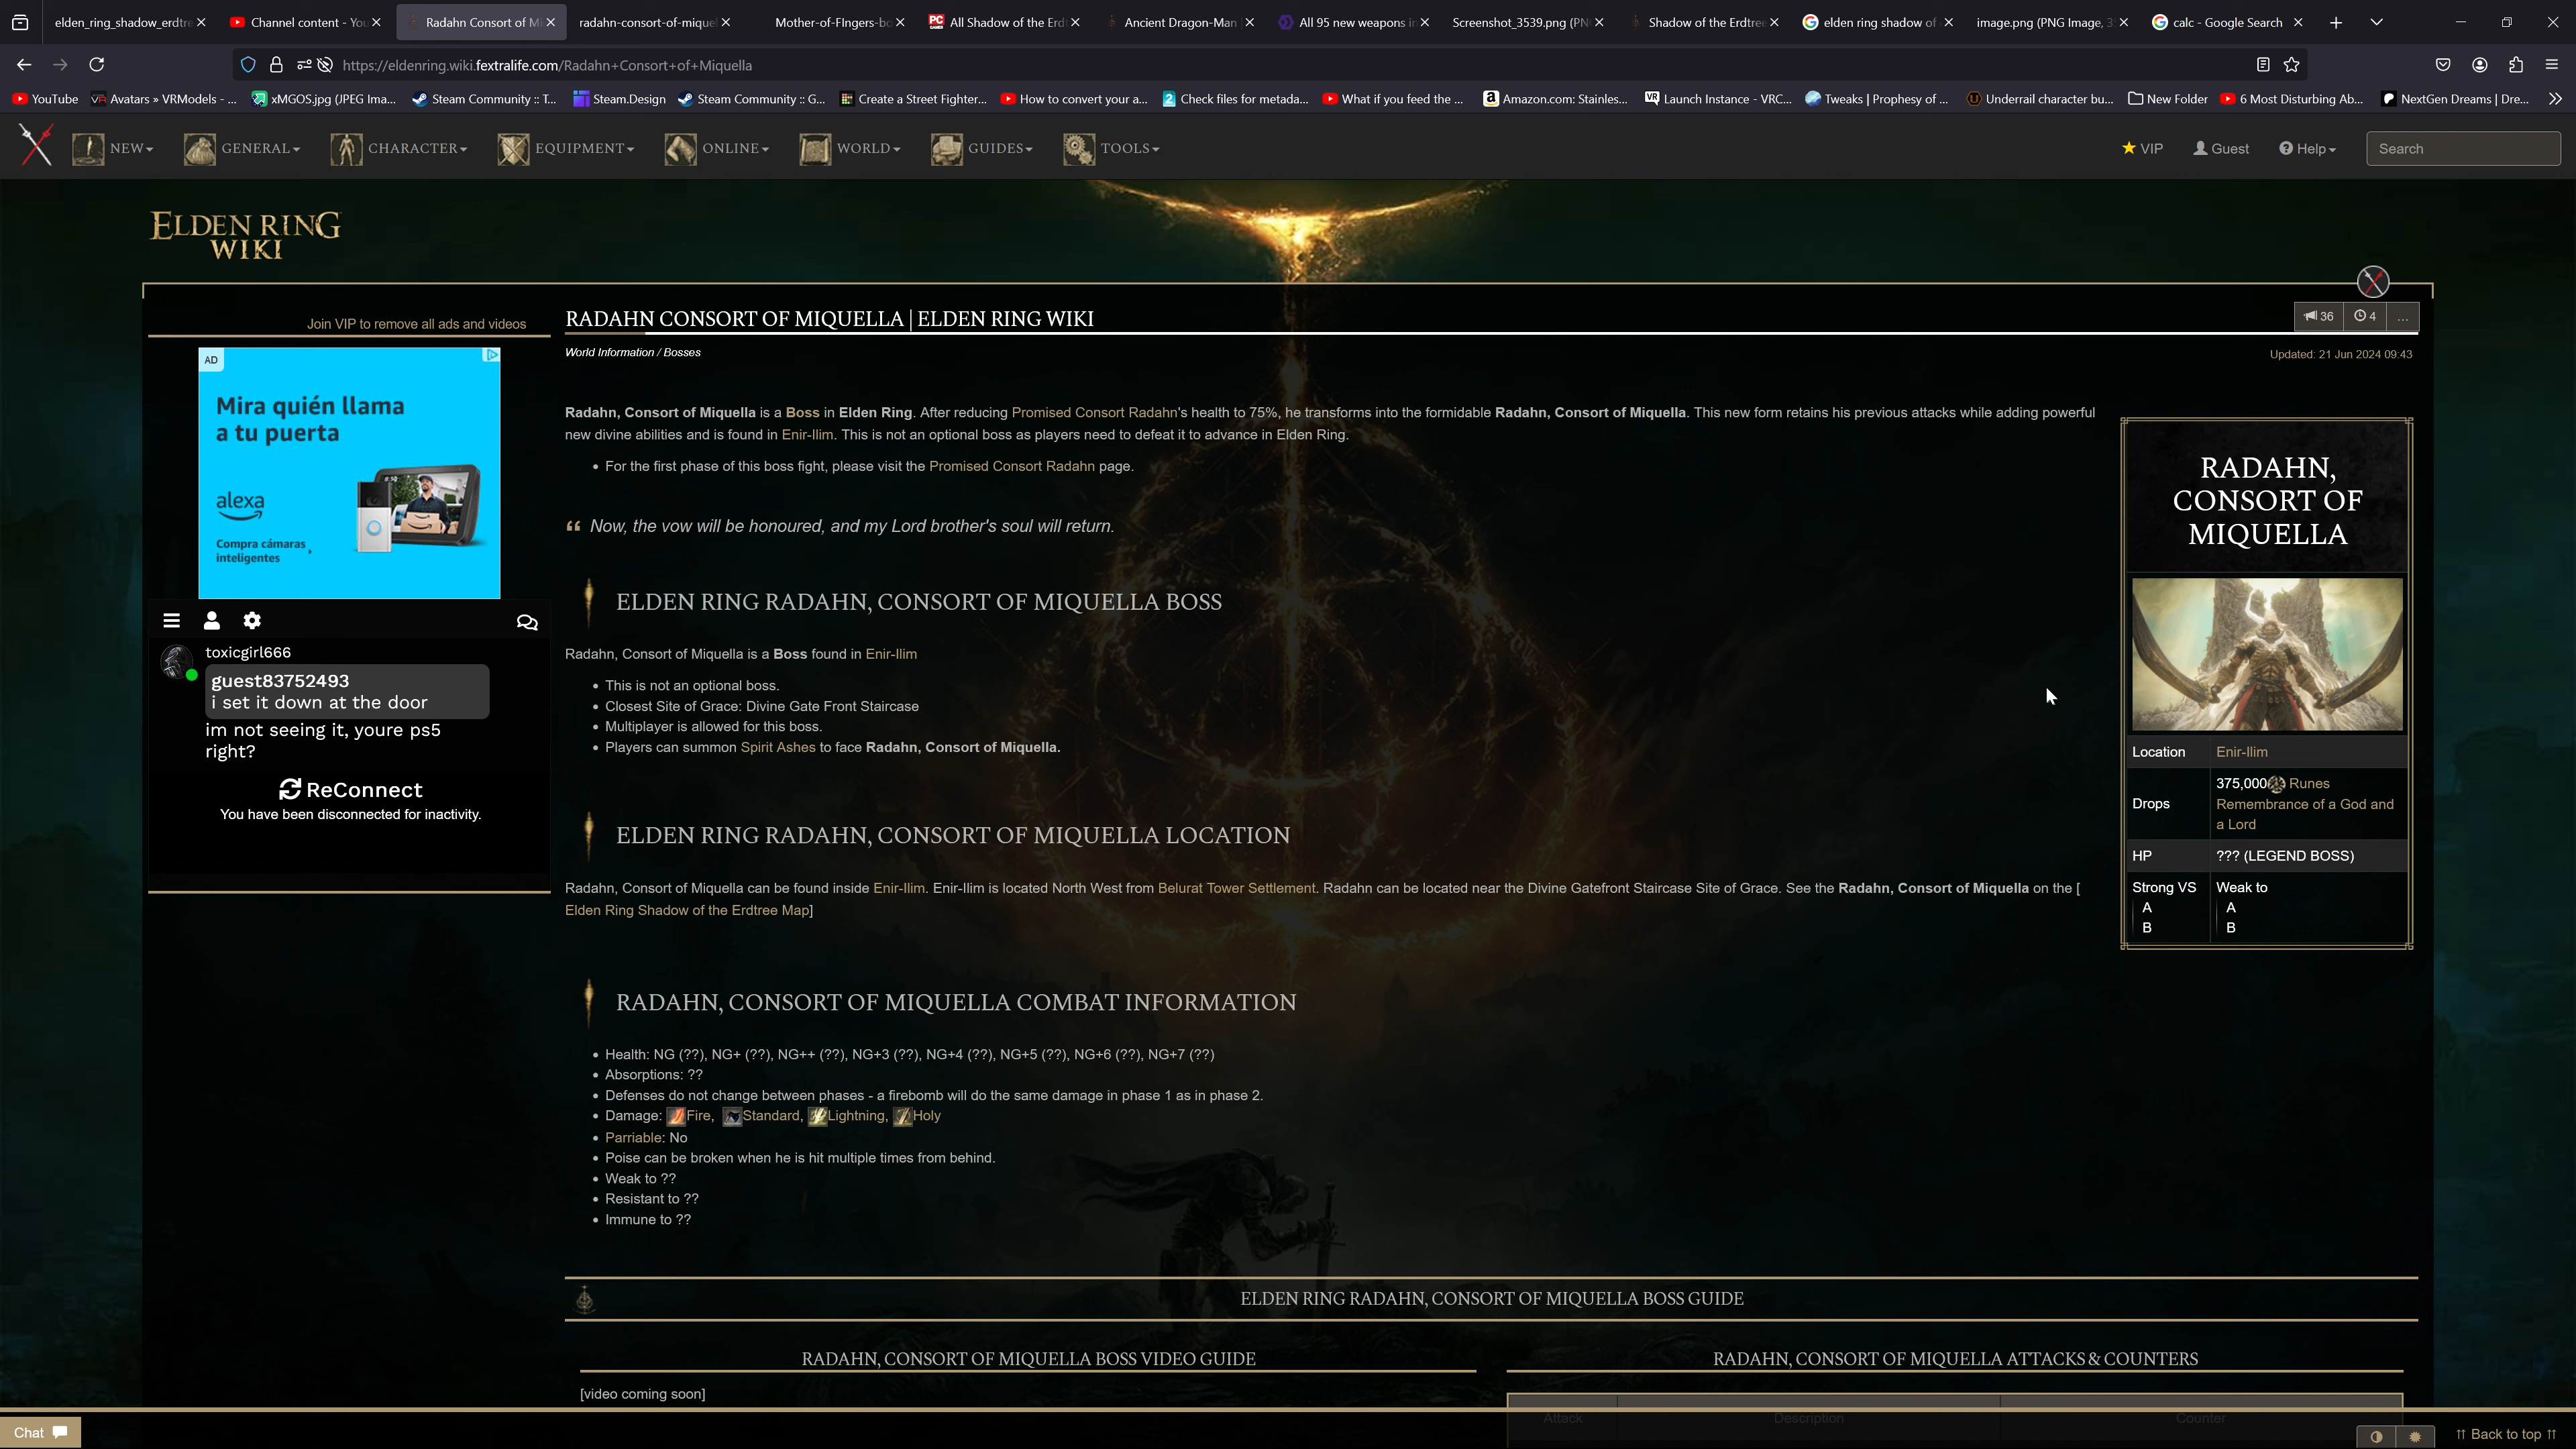 elden_ring_shadow_erdtre
Channel content - You
Radahn Consort of Mi
radahn-consort-of-miquel
Mother-of-FIngers-bo
All Shadow of the Erdt
Ancient Dragon-Man
All 95 new weapons in
Screenshot_3539.png (PN
Shadow of the Erdtree
elden ring shadow of
image.png (PNG Image, 3
calc - Google Search
https://eldenring.wiki.fextralife.com/Radahn+Consort+of+Miquella
YouTube
Avatars » VRModels - ...
xMGOS.jpg (JPEG Ima...
Steam Community :: T...
Steam.Design
Steam Community :: G...
Create a Street Fighter...
How to convert your a...
Check files for metada...
What if you feed the ...
Amazon.com: Stainles...
Launch Instance - VRC...
Tweaks | Prophesy of ...
Underrail character bu...
New Folder
6 Most Disturbing Ab...
NextGen Dreams | Dre...
NEW
GENERAL
CHARACTER
EQUIPMENT
ONLINE
WORLD
GUIDES
TOOLS
VIP
Guest
Help
Search
ELDEN RING
WIKI
Join VIP to remove all ads and videos
AD
Mira quién llama
a tu puerta
alexa
Compra cámaras
inteligentes
toxicgirl666
guest83752493
i set it down at the door
im not seeing it, youre ps5
right?
ReConnect
You have been disconnected for inactivity.
RADAHN CONSORT OF MIQUELLA | ELDEN RING WIKI
36
4
...
World Information / Bosses
Updated: 21 Jun 2024 09:43
Radahn, Consort of Miquella is a Boss in Elden Ring. After reducing Promised Consort Radahn's health to 75%, he transforms into the formidable Radahn, Consort of Miquella. This new form retains his previous attacks while adding powerful
new divine abilities and is found in Enir-Ilim. This is not an optional boss as players need to defeat it to advance in Elden Ring.
• For the first phase of this boss fight, please visit the Promised Consort Radahn page.
Now, the vow will be honoured, and my Lord brother's soul will return.
ELDEN RING RADAHN, CONSORT OF MIQUELLA BOSS
Radahn, Consort of Miquella is a Boss found in Enir-Ilim
• This is not an optional boss.
• Closest Site of Grace: Divine Gate Front Staircase
• Multiplayer is allowed for this boss.
• Players can summon Spirit Ashes to face Radahn, Consort of Miquella.
ELDEN RING RADAHN, CONSORT OF MIQUELLA LOCATION
Radahn, Consort of Miquella can be found inside Enir-Ilim. Enir-Ilim is located North West from Belurat Tower Settlement. Radahn can be located near the Divine Gatefront Staircase Site of Grace. See the Radahn, Consort of Miquella on the [
Elden Ring Shadow of the Erdtree Map]
RADAHN, CONSORT OF MIQUELLA COMBAT INFORMATION
• Health: NG (??), NG+ (??), NG++ (??), NG+3 (??), NG+4 (??), NG+5 (??), NG+6 (??), NG+7 (??)
• Absorptions: ??
• Defenses do not change between phases - a firebomb will do the same damage in phase 1 as in phase 2.
• Damage: Fire, Standard, Lightning, Holy
• Parriable: No
• Poise can be broken when he is hit multiple times from behind.
• Weak to ??
• Resistant to ??
• Immune to ??
RADAHN,
CONSORT OF
MIQUELLA
Location
Enir-Ilim
Drops
375,000 Runes
Remembrance of a God and
a Lord
HP
??? (LEGEND BOSS)
Strong VS
A
B
Weak to
A
B
ELDEN RING RADAHN, CONSORT OF MIQUELLA BOSS GUIDE
RADAHN, CONSORT OF MIQUELLA BOSS VIDEO GUIDE
[video coming soon]
RADAHN, CONSORT OF MIQUELLA ATTACKS & COUNTERS
Attack
Description
Counter
Chat
Back to top